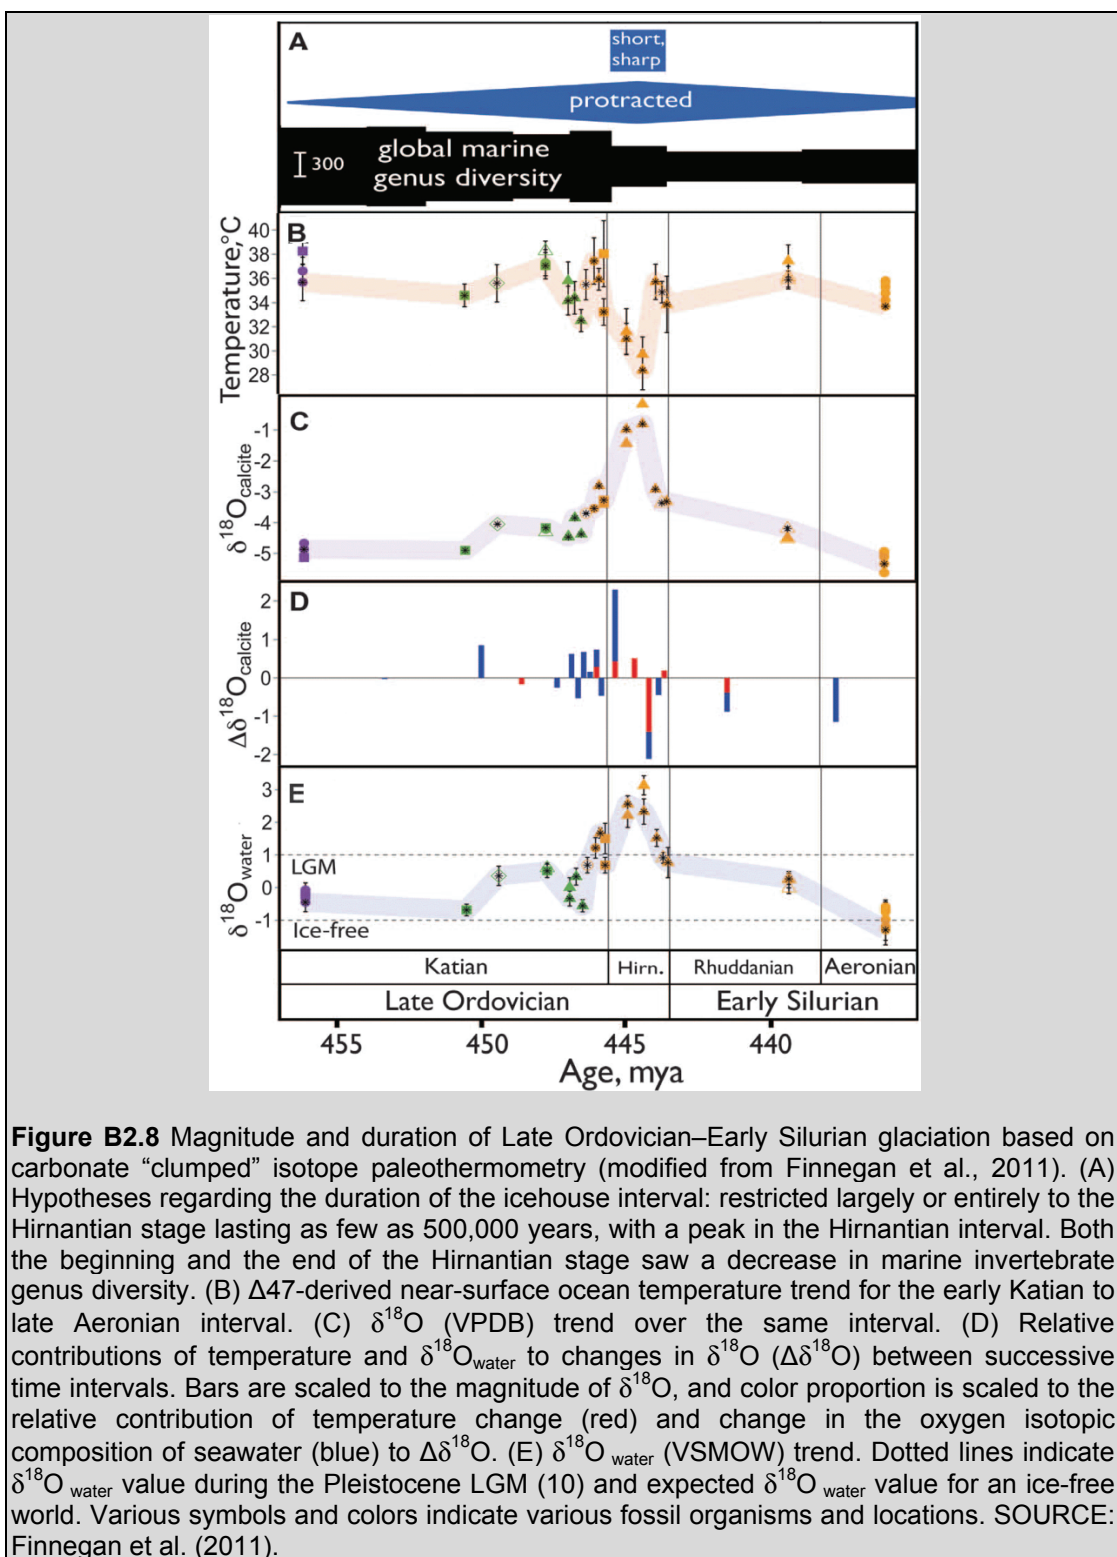 A
short,
sharp
protracted
300
global marine
genus diversity
B
Temperature,°C
40
38
36
34
32
30
28
C
δ¹⁸Ocalcite
-1
-2
-3
-4
-5
D
Δδ¹⁸Ocalcite
2
1
0
-1
-2
E
δ¹⁸Owater
3
2
1
0
-1
LGM
Ice-free
Katian Hirn. Rhuddanian Aeronian
Late Ordovician Early Silurian
455 450 445 440
Age, mya
Figure B2.8 Magnitude and duration of Late Ordovician–Early Silurian glaciation based on
carbonate “clumped” isotope paleothermometry (modified from Finnegan et al., 2011). (A)
Hypotheses regarding the duration of the icehouse interval: restricted largely or entirely to the
Hirnantian stage lasting as few as 500,000 years, with a peak in the Hirnantian interval. Both
the beginning and the end of the Hirnantian stage saw a decrease in marine invertebrate
genus diversity. (B) Δ47-derived near-surface ocean temperature trend for the early Katian to
late Aeronian interval. (C) δ¹⁸O (VPDB) trend over the same interval. (D) Relative
contributions of temperature and δ¹⁸Owater to changes in δ¹⁸O (Δδ¹⁸O) between successive
time intervals. Bars are scaled to the magnitude of δ¹⁸O, and color proportion is scaled to the
relative contribution of temperature change (red) and change in the oxygen isotopic
composition of seawater (blue) to Δδ¹⁸O. (E) δ¹⁸O water (VSMOW) trend. Dotted lines indicate
δ¹⁸O water value during the Pleistocene LGM (10) and expected δ¹⁸O water value for an ice-free
world. Various symbols and colors indicate various fossil organisms and locations. SOURCE:
Finnegan et al. (2011).